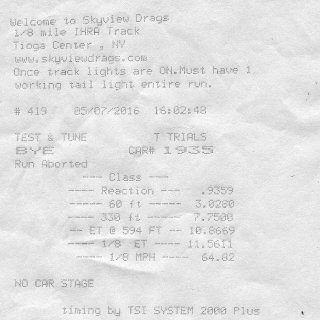 Welcome to Skyview Drags
1/8 mile IHRA Track
Tioga Center , NY
www.skyviewdrags.com
Once track lights are ON.Must have 1
working tail light entire run.
# 419 05/07/2016 16:02:43
TEST & TUNE T TRIALS
BYE CAR# 1935
Run Aborted
--- Class ---
---- Reaction --- .9359
----- 60 ft ----- 3.0280
---- 330 ft ----- 7.7500
-- ET @ 594 FT -- 10.8669
---- 1/8 ET ---- 11.5611
---- 1/8 MPH ---- 64.82
NO CAR STAGE
timing by TSI SYSTEM 2000 Plus